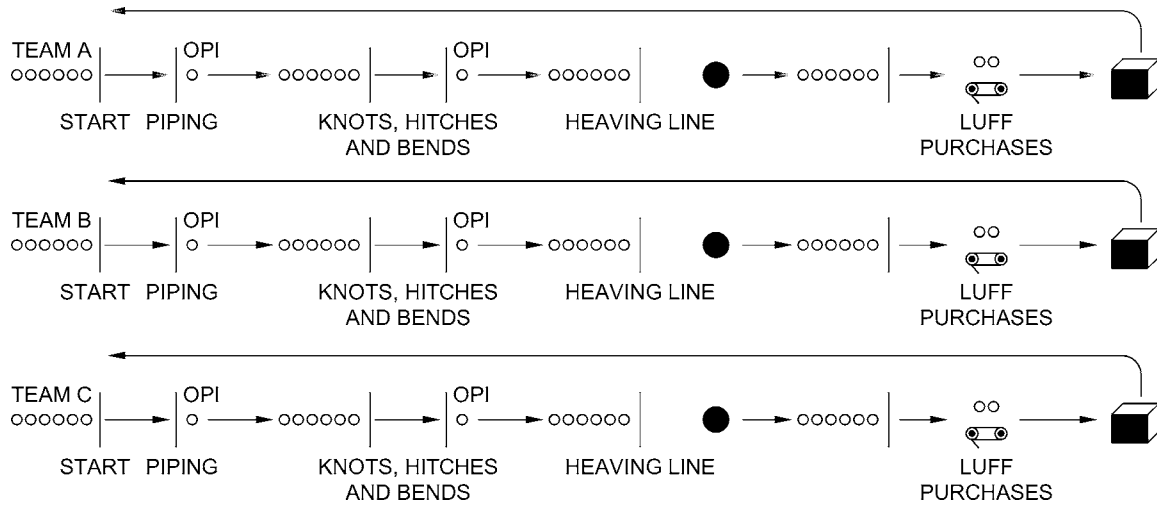 TEAM A
OPI
OPI
START PIPING
KNOTS, HITCHES
AND BENDS
HEAVING LINE
LUFF
PURCHASES
TEAM B
OPI
OPI
START PIPING
KNOTS, HITCHES
AND BENDS
HEAVING LINE
LUFF
PURCHASES
TEAM C
OPI
OPI
START PIPING
KNOTS, HITCHES
AND BENDS
HEAVING LINE
LUFF
PURCHASES